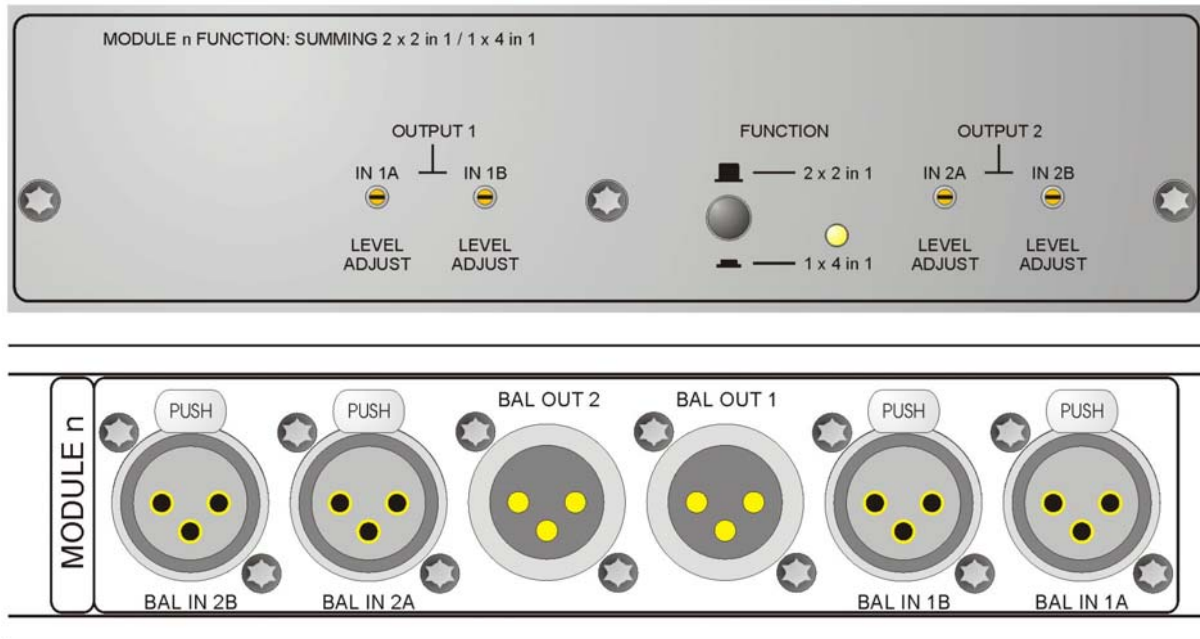 MODULE n FUNCTION: SUMMING 2 x 2 in 1 / 1 x 4 in 1
OUTPUT 1
FUNCTION
OUTPUT 2
IN 1A
IN 1B
2 x 2 in 1
IN 2A
IN 2B
LEVEL
ADJUST
LEVEL
ADJUST
1 x 4 in 1
LEVEL
ADJUST
LEVEL
ADJUST
MODULE n
PUSH
PUSH
BAL OUT 2
BAL OUT 1
PUSH
PUSH
BAL IN 2B
BAL IN 2A
BAL IN 1B
BAL IN 1A